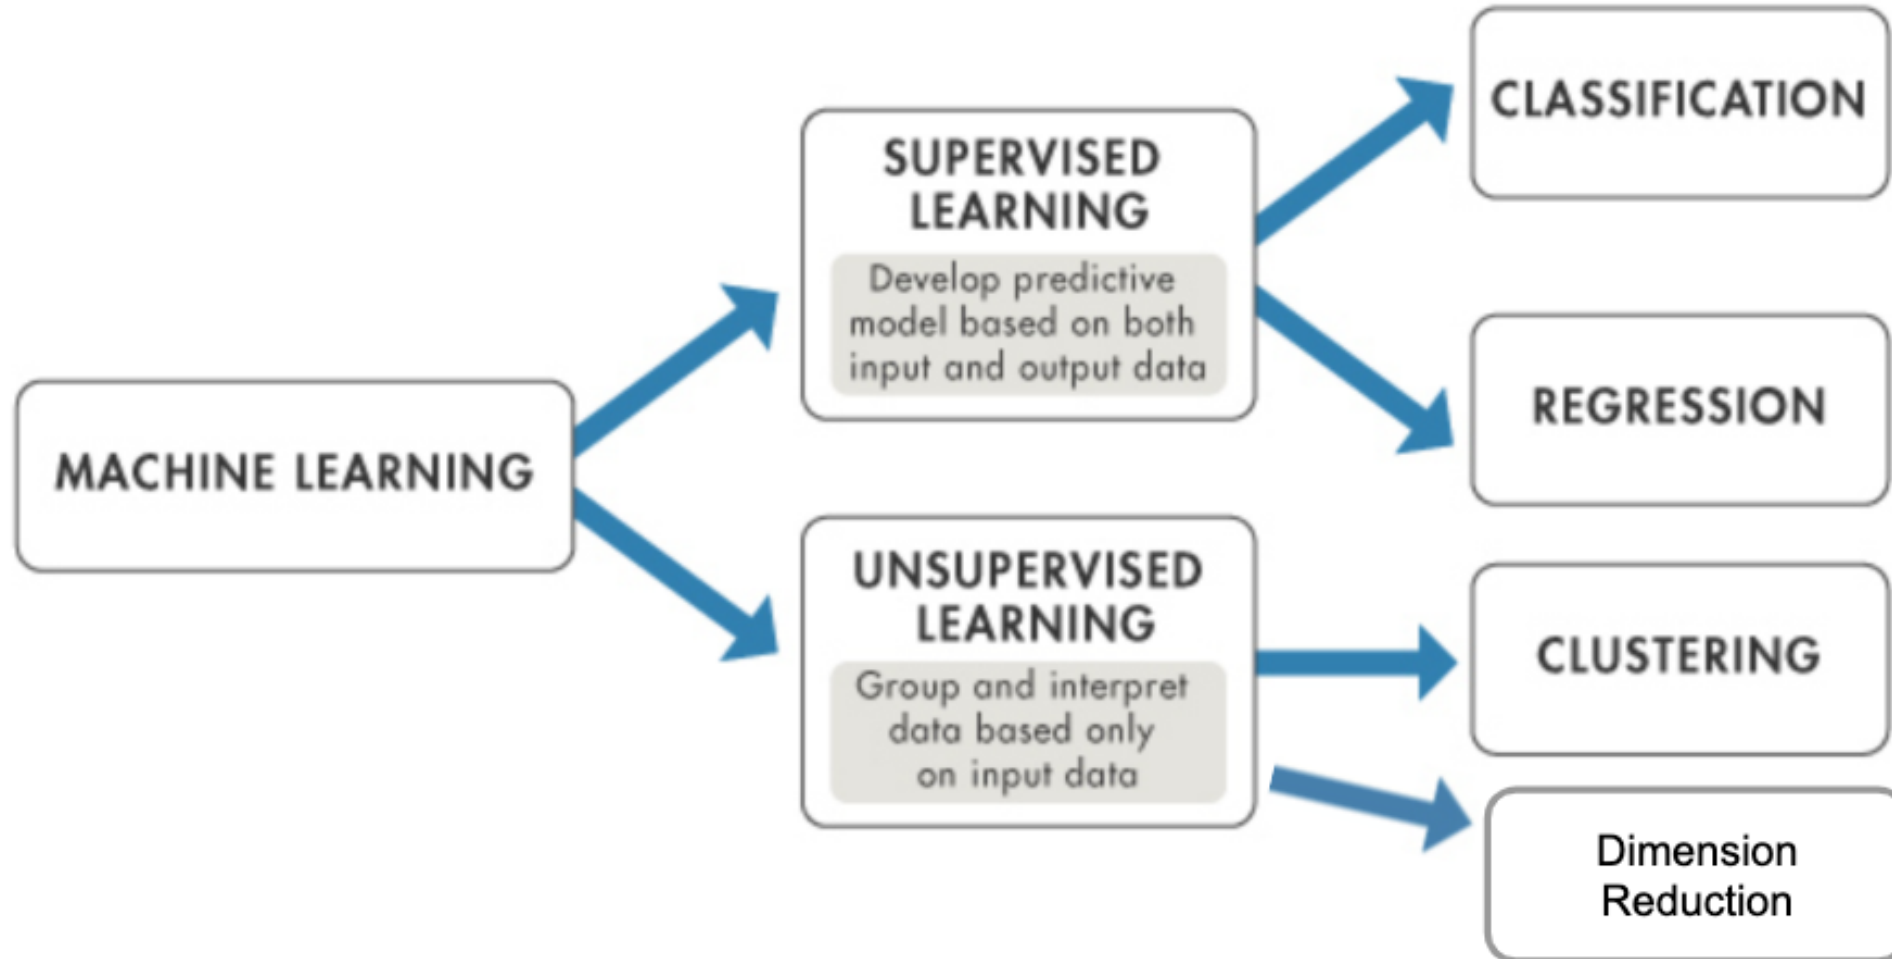 MACHINE LEARNING
SUPERVISED
LEARNING
Develop predictive
model based on both
input and output data
UNSUPERVISED
LEARNING
Group and interpret
data based only
on input data
CLASSIFICATION
REGRESSION
CLUSTERING
Dimension
Reduction